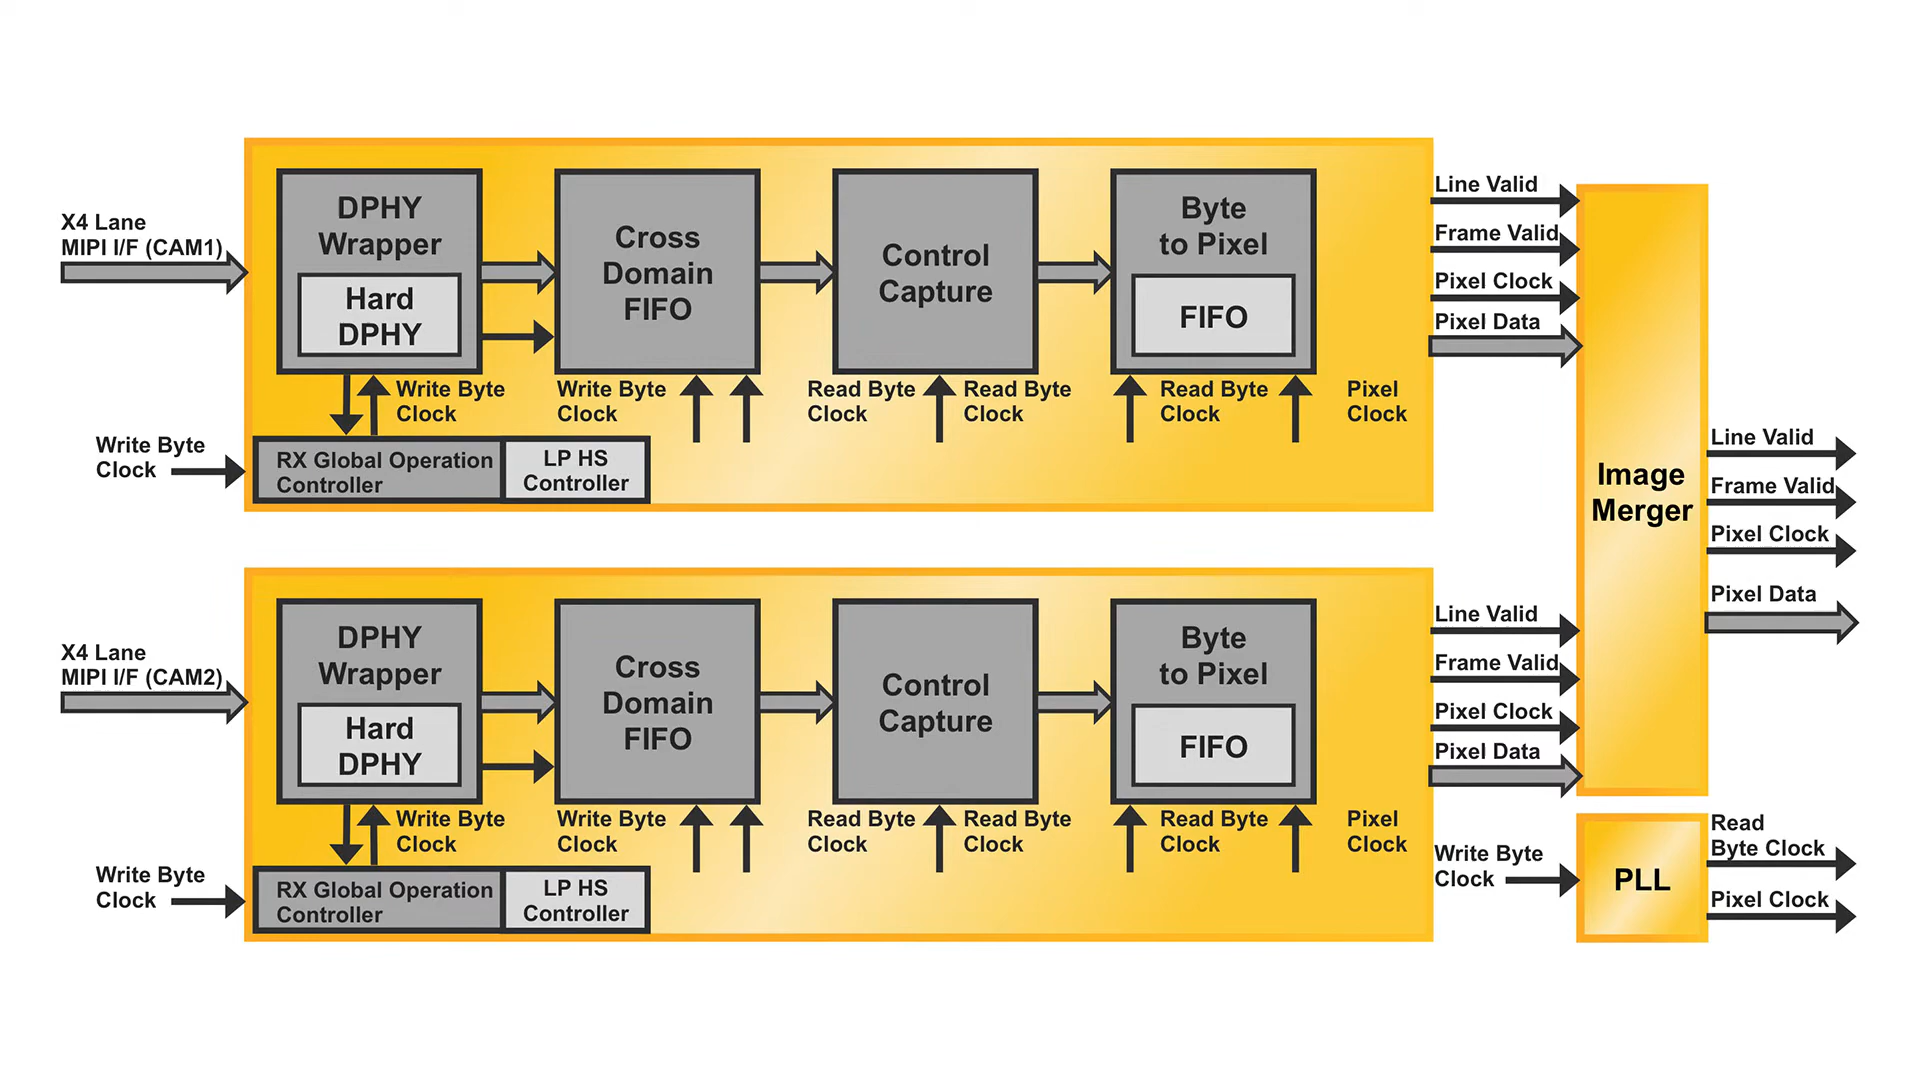 X4 Lane
MIPI I/F (CAM1)
DPHY
Wrapper
Hard
DPHY
Cross
Domain
FIFO
Control
Capture
Byte
to Pixel
FIFO
Write Byte
Clock
Write Byte
Clock
Read Byte
Clock
Read Byte
Clock
Read Byte
Clock
Pixel
Clock
Write Byte
Clock
RX Global Operation
Controller
LP HS
Controller
Line Valid
Frame Valid
Pixel Clock
Pixel Data
X4 Lane
MIPI I/F (CAM2)
DPHY
Wrapper
Hard
DPHY
Cross
Domain
FIFO
Control
Capture
Byte
to Pixel
FIFO
Write Byte
Clock
Write Byte
Clock
Read Byte
Clock
Read Byte
Clock
Read Byte
Clock
Pixel
Clock
Write Byte
Clock
RX Global Operation
Controller
LP HS
Controller
Line Valid
Frame Valid
Pixel Clock
Pixel Data
Image
Merger
Line Valid
Frame Valid
Pixel Clock
Pixel Data
Write Byte
Clock
PLL
Read
Byte Clock
Pixel Clock